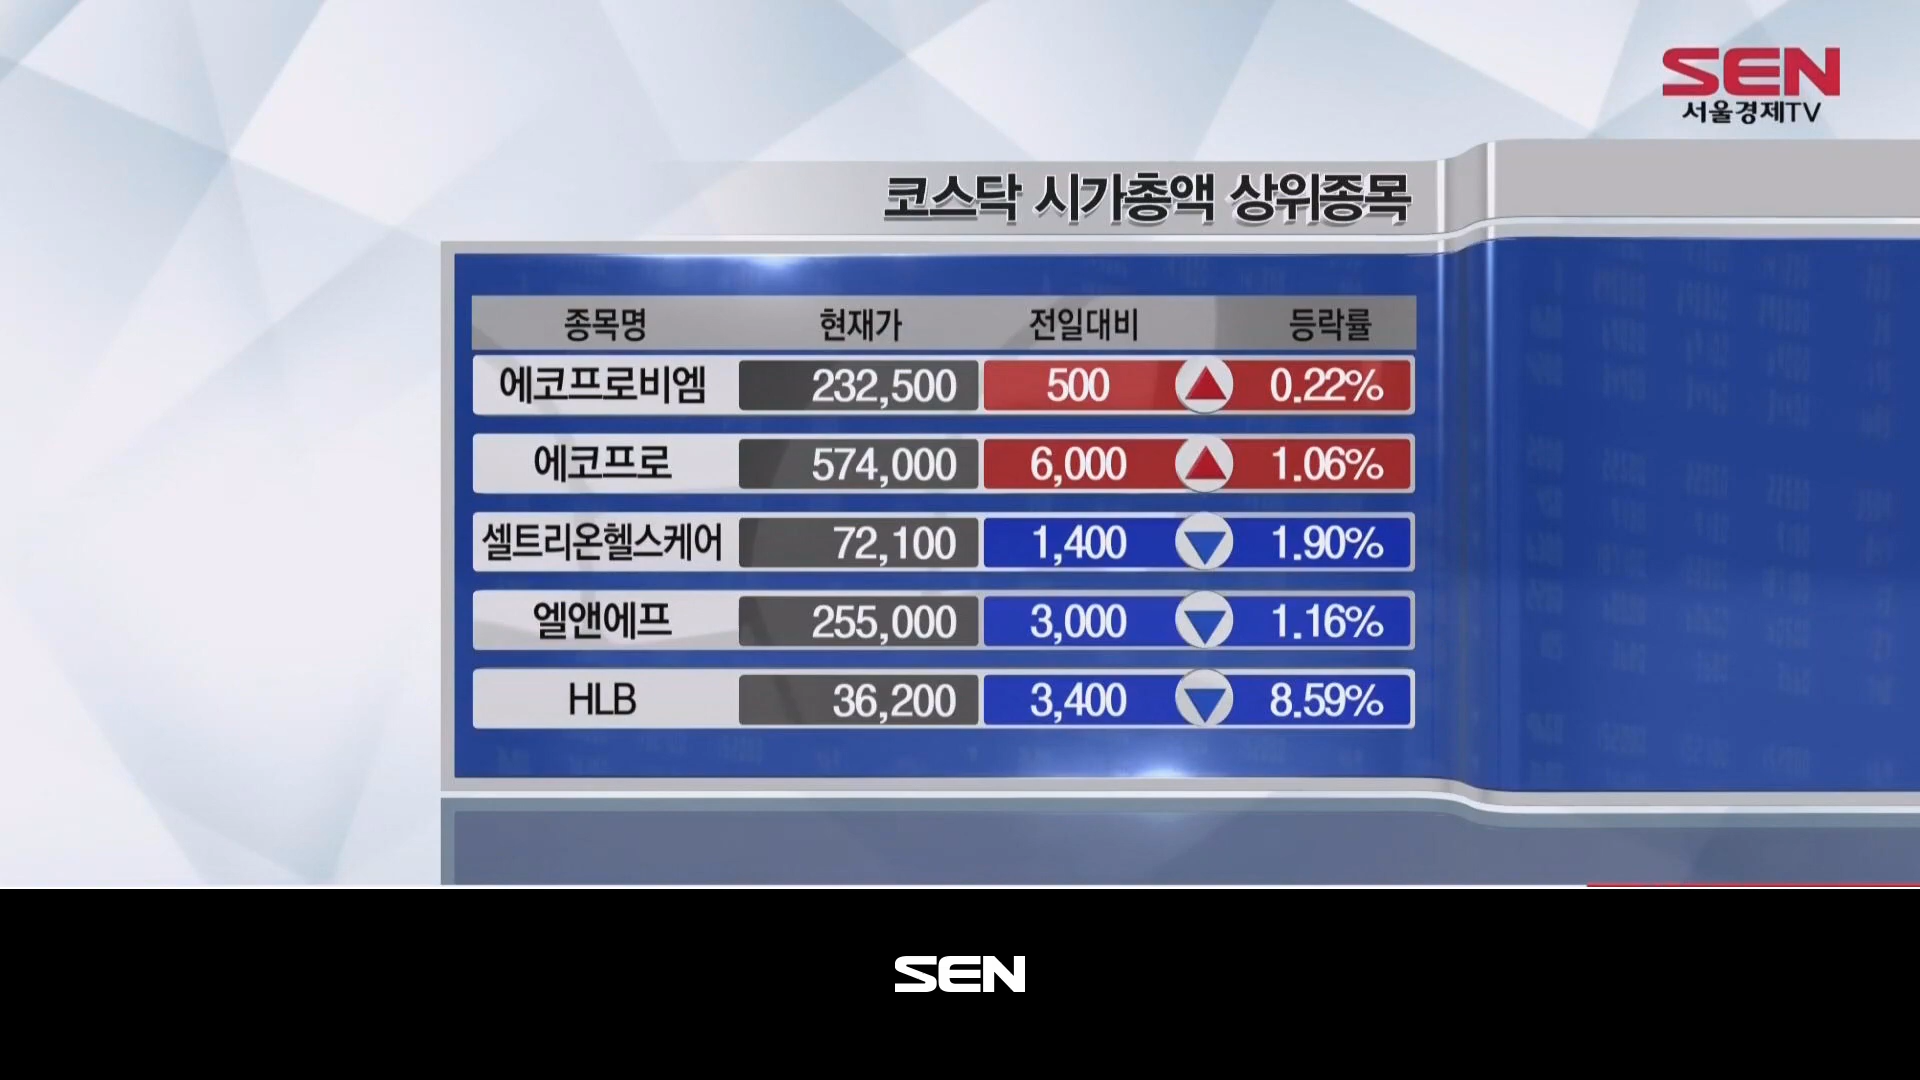 SEN
서울경제TV
코스닥 시가총액 상위종목
종목명 현재가 전일대비 등락률
에코프로비엠 232,500 500 ▲ 0.22%
에코프로 574,000 6,000 ▲ 1.06%
셀트리온헬스케어 72,100 1,400 ▼ 1.90%
엘앤에프 255,000 3,000 ▼ 1.16%
HLB 36,200 3,400 ▼ 8.59%
SEN